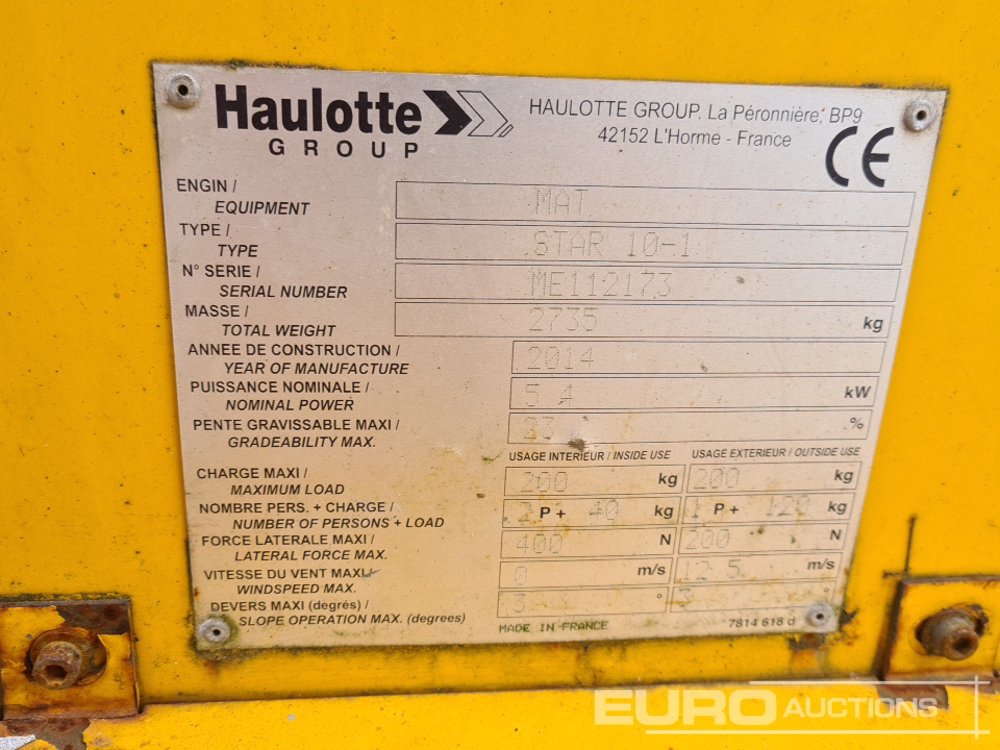 Haulotte
GROUP
HAULOTTE GROUP, La Péronnière, BP9
42152 L'Horme - France
CE
ENGIN /
EQUIPMENT
MAT
TYPE /
TYPE
STAR 10-1
N° SERIE /
SERIAL NUMBER
ME112173
MASSE /
TOTAL WEIGHT
2735 kg
ANNEE DE CONSTRUCTION /
YEAR OF MANUFACTURE
2014
PUISSANCE NOMINALE /
NOMINAL POWER
5 4 kW
PENTE GRAVISSABLE MAXI /
GRADEABILITY MAX.
23 %
USAGE INTERIEUR / INSIDE USE USAGE EXTERIEUR / OUTSIDE USE
CHARGE MAXI /
MAXIMUM LOAD
200 kg 200 kg
NOMBRE PERS. + CHARGE /
NUMBER OF PERSONS + LOAD
2 P + 40 kg 1 P + 120 kg
FORCE LATERALE MAXI /
LATERAL FORCE MAX.
400 N 200 N
VITESSE DU VENT MAXI /
WINDSPEED MAX.
0 m/s 12 5 m/s
DEVERS MAXI (degrés) /
SLOPE OPERATION MAX. (degrees)
3 ° 3 °
MADE IN FRANCE
7814 618 d
EURO AUCTIONS